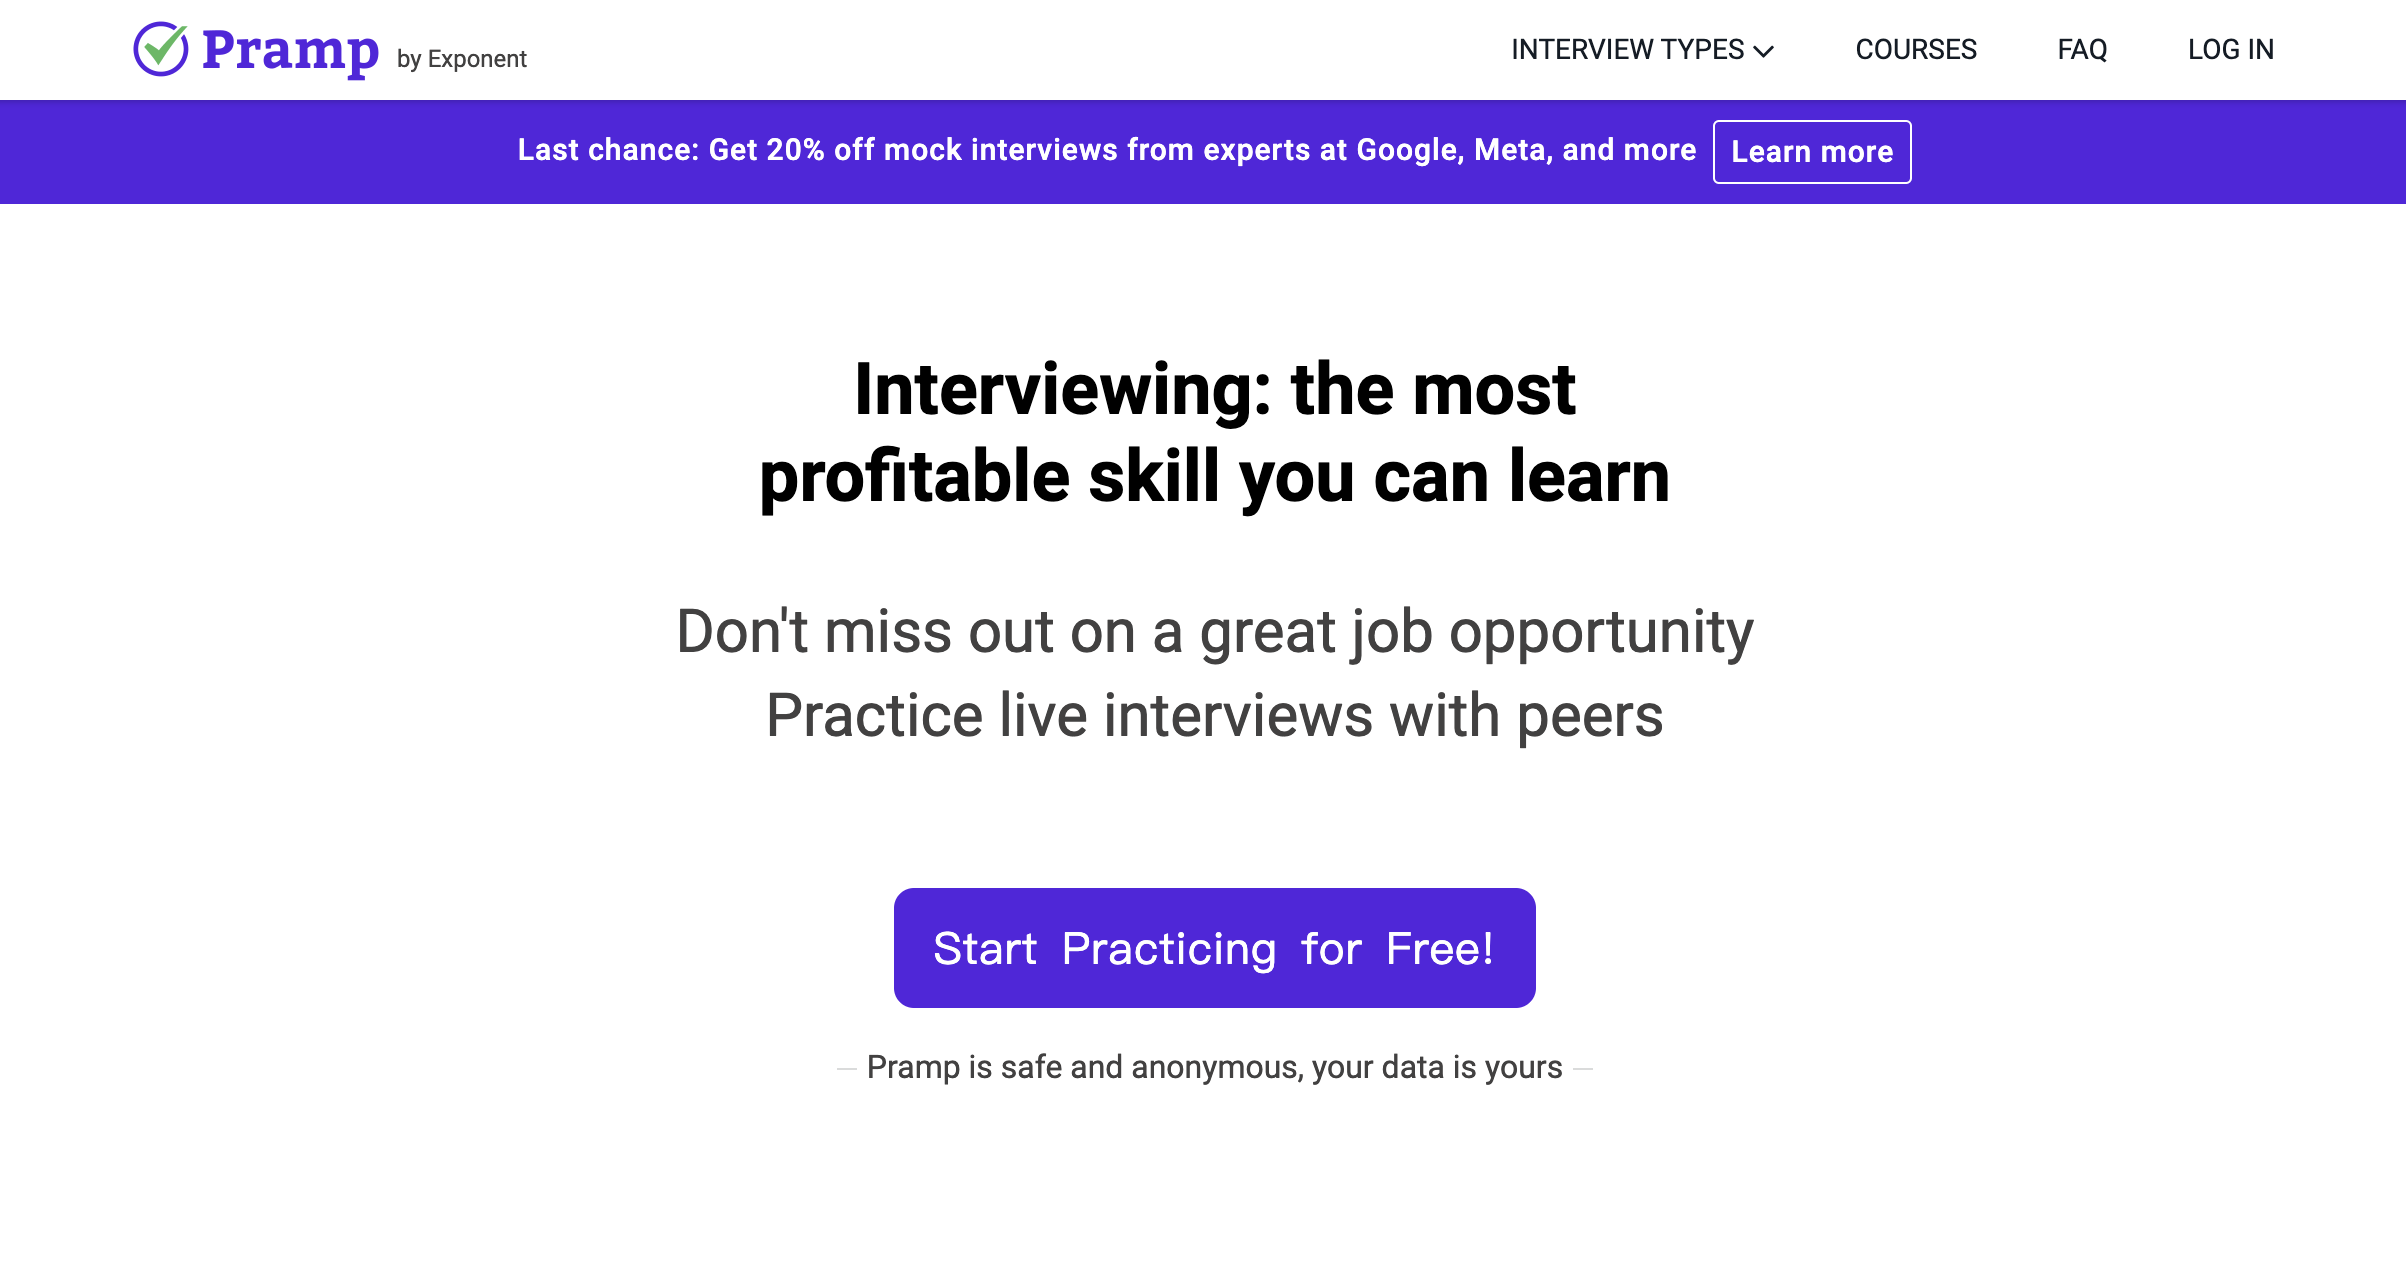 Pramp by Exponent
INTERVIEW TYPES
COURSES
FAQ
LOG IN
Last chance: Get 20% off mock interviews from experts at Google, Meta, and more
Learn more
Interviewing: the most
profitable skill you can learn
Don't miss out on a great job opportunity
Practice live interviews with peers
Start Practicing for Free!
Pramp is safe and anonymous, your data is yours